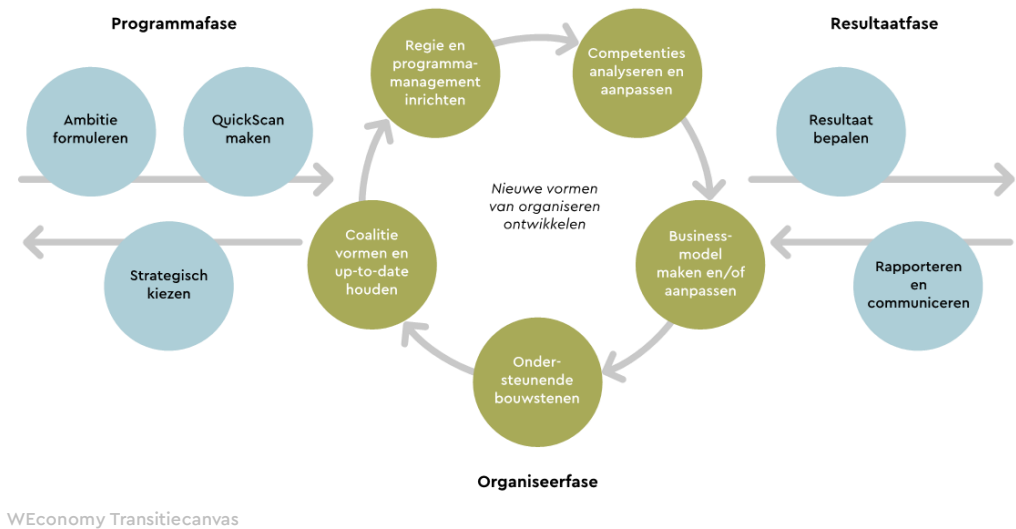 Programmafase
Ambitie
formuleren
QuickScan
maken
Strategisch
kiezen
Regie en
programma-
management
inrichten
Competenties
analyseren en
aanpassen
Nieuwe vormen
van organiseren
ontwikkelen
Coalitie
vormen en
up-to-date
houden
Business-
model
maken en/of
aanpassen
Onder-
steunende
bouwstenen
Organiseerfase
Resultaatfase
Resultaat
bepalen
Rapporteren
en
communiceren
WEconomy Transitiecanvas